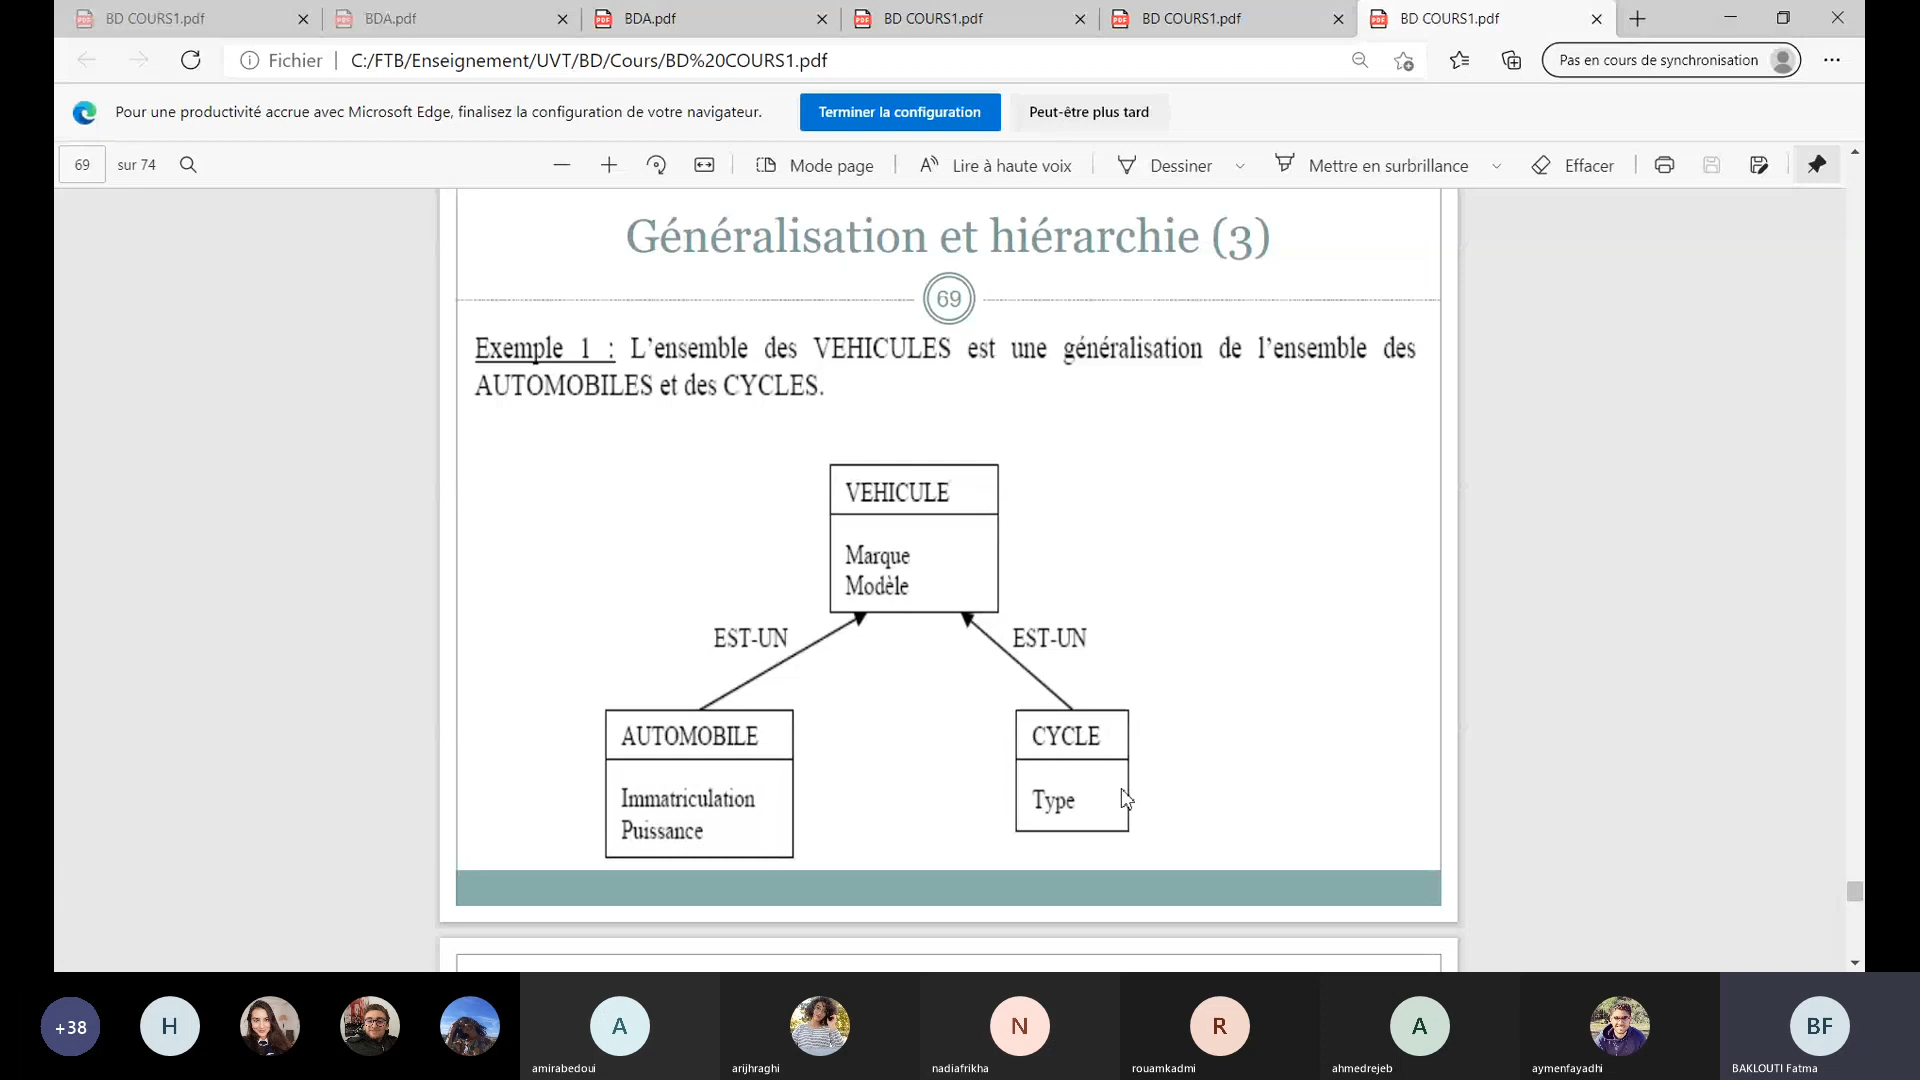 BD COURS1.pdf
BDA.pdf
BDA.pdf
BD COURS1.pdf
BD COURS1.pdf
BD COURS1.pdf
Fichier
C:/FTB/Enseignement/UVT/BD/Cours/BD%20COURS1.pdf
Pas en cours de synchronisation
Pour une productivité accrue avec Microsoft Edge, finalisez la configuration de votre navigateur.
Terminer la configuration
Peut-être plus tard
69 sur 74
Mode page
Lire à haute voix
Dessiner
Mettre en surbrillance
Effacer
Généralisation et hiérarchie (3)
69
Exemple 1 : L'ensemble des VEHICULES est une généralisation de l'ensemble des
AUTOMOBILES et des CYCLES.
VEHICULE
Marque
Modèle
EST-UN
EST-UN
AUTOMOBILE
Immatriculation
Puissance
CYCLE
Type
+38
H
A
N
R
A
BF
amirabedoui
arijhraghi
nadiafrikha
rouamkadmi
ahmedrejeb
aymenfayadhi
BAKLOUTI Fatma